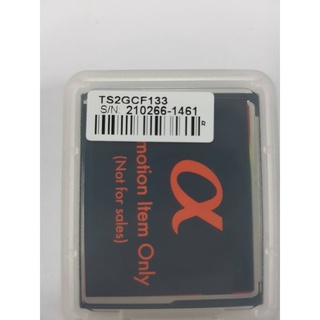 TS2GCF133
S/N: 210266-1461
α
motion Item Only
(Not for sales)